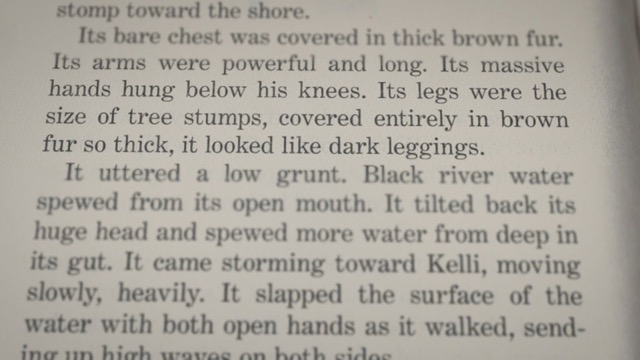 stomp toward the shore.
Its bare chest was covered in thick brown fur.
Its arms were powerful and long. Its massive
hands hung below his knees. Its legs were the
size of tree stumps, covered entirely in brown
fur so thick, it looked like dark leggings.
It uttered a low grunt. Black river water
spewed from its open mouth. It tilted back its
huge head and spewed more water from deep in
its gut. It came storming toward Kelli, moving
slowly, heavily. It slapped the surface of the
water with both open hands as it walked, send-
ing up high waves on both sides